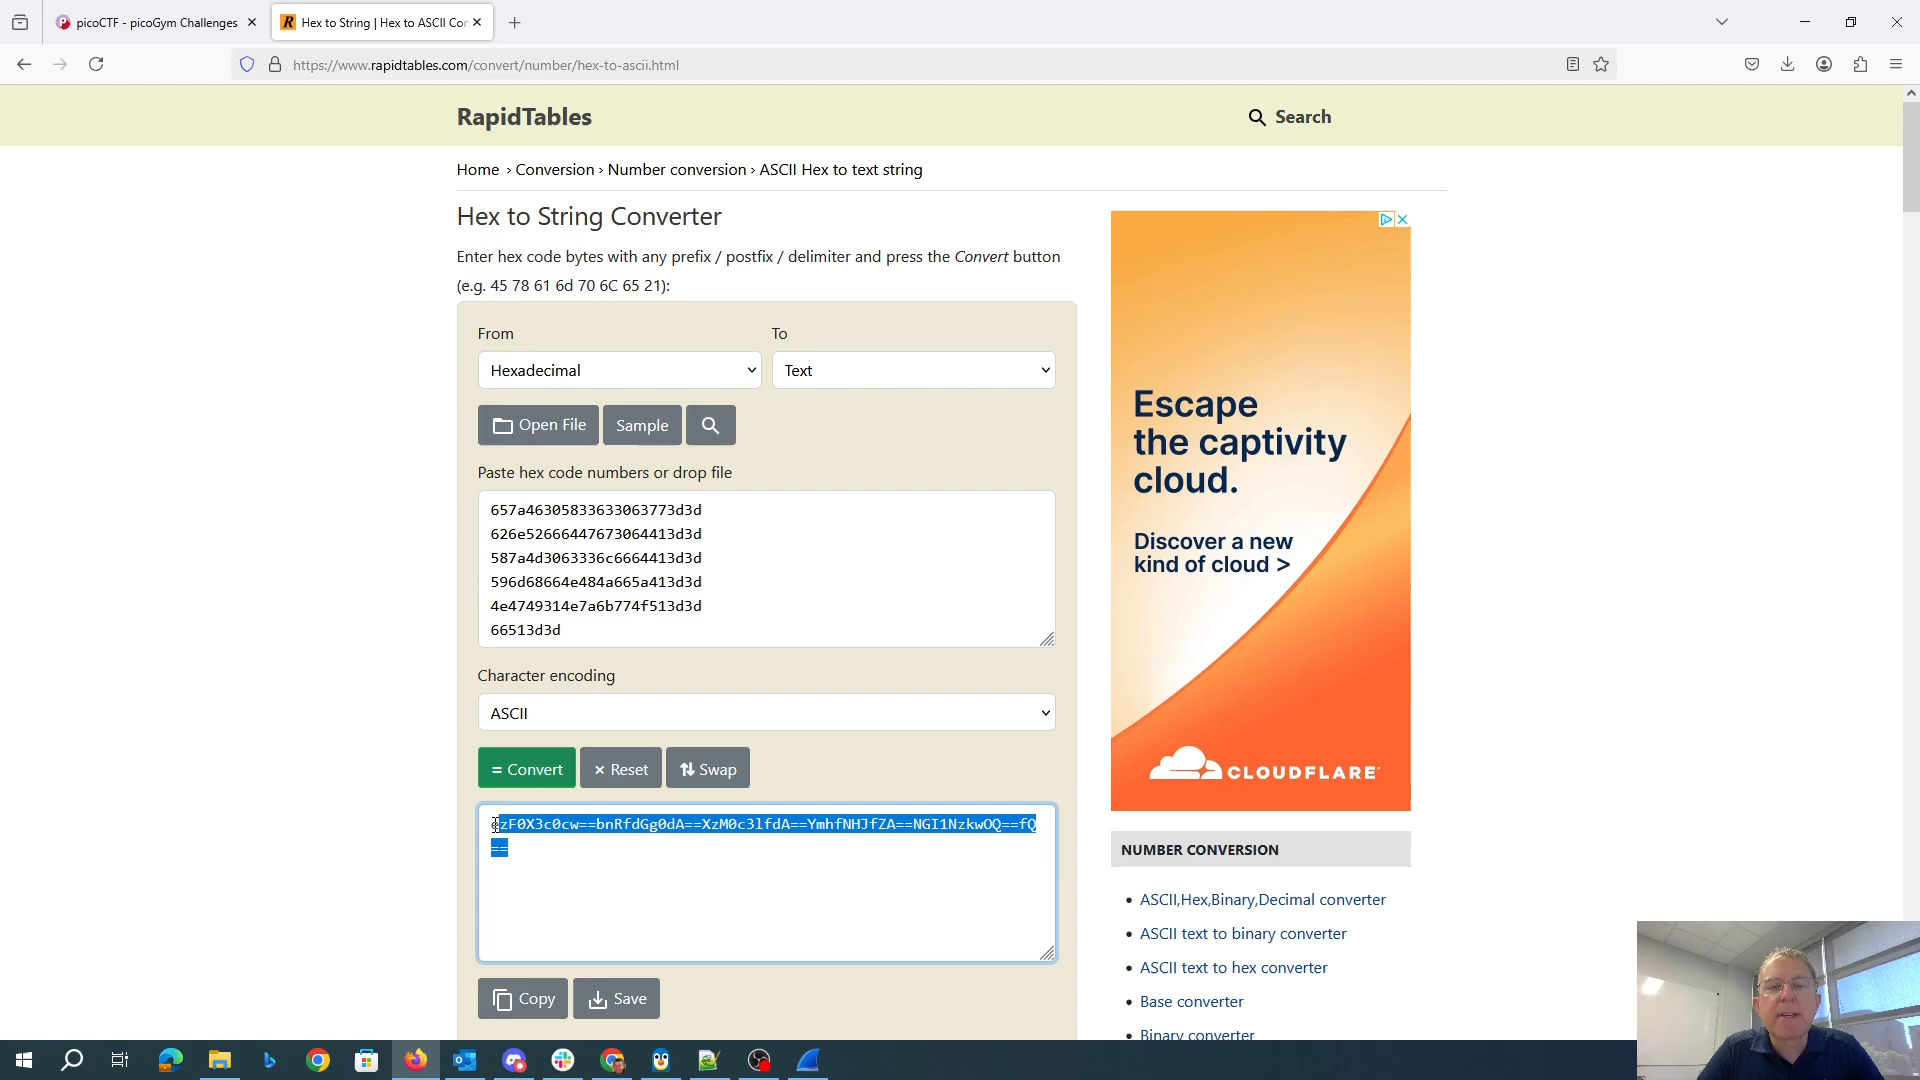 picoCTF - picoGym Challenges
Hex to String | Hex to ASCII Con
https://www.rapidtables.com/convert/number/hex-to-ascii.html
RapidTables
Search
Home › Conversion › Number conversion › ASCII Hex to text string
Hex to String Converter
Enter hex code bytes with any prefix / postfix / delimiter and press the Convert button
(e.g. 45 78 61 6d 70 6C 65 21):
From
To
Hexadecimal
Text
Open File
Sample
Paste hex code numbers or drop file
657a46305833633063773d3d
626e52666447673064413d3d
587a4d3063336c6664413d3d
596d68664e484a665a413d3d
4e4749314e7a6b774f513d3d
66513d3d
Character encoding
ASCII
= Convert
× Reset
Swap
ezF0X3c0cw==bnRfdGg0dA==XzM0c3lfdA==YmhfNHJfZA==NGI1NzkwOQ==fQ
==
Copy
Save
Escape
the captivity
cloud.
Discover a new
kind of cloud >
CLOUDFLARE
NUMBER CONVERSION
ASCII,Hex,Binary,Decimal converter
ASCII text to binary converter
ASCII text to hex converter
Base converter
Binary converter